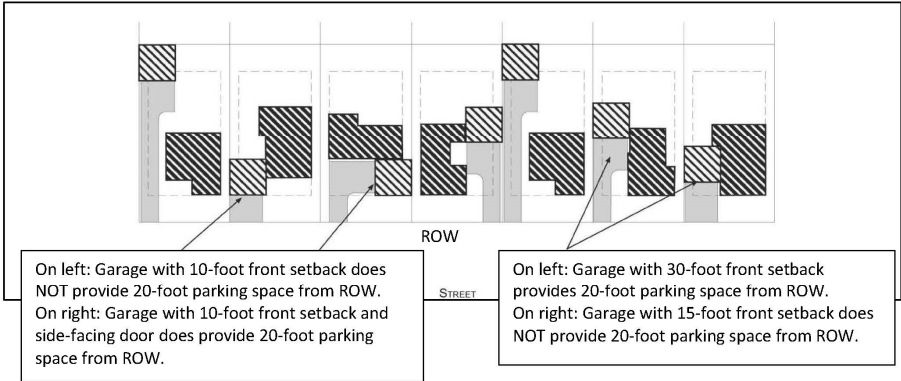 ROW
On left: Garage with 10-foot front setback does
NOT provide 20-foot parking space from ROW.
On right: Garage with 10-foot front setback and
side-facing door does provide 20-foot parking
space from ROW.
STREET
On left: Garage with 30-foot front setback
provides 20-foot parking space from ROW.
On right: Garage with 15-foot front setback does
NOT provide 20-foot parking space from ROW.